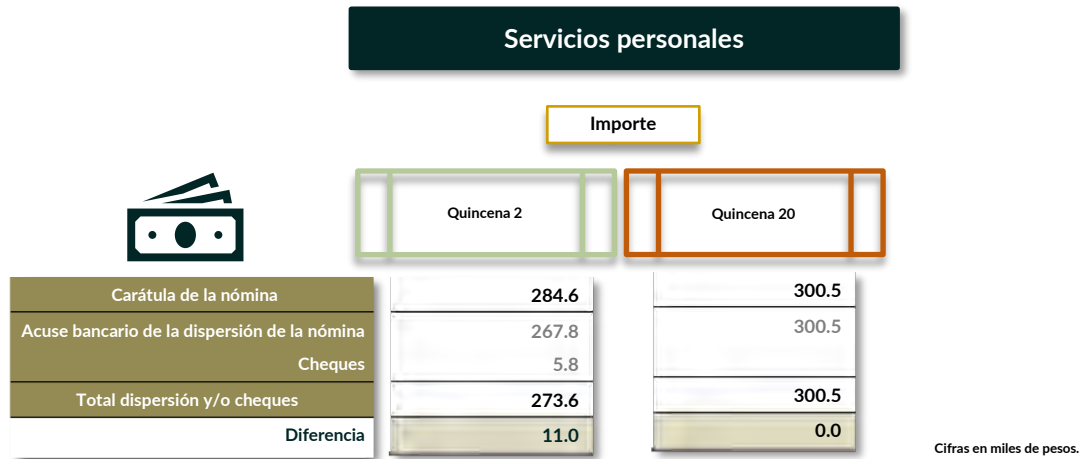 Servicios personales
Importe
Quincena 2
Quincena 20
Carátula de la nómina 284.6 300.5
Acuse bancario de la dispersión de la nómina 267.8 300.5
Cheques 5.8
Total dispersión y/o cheques 273.6 300.5
Diferencia 11.0 0.0
Cifras en miles de pesos.